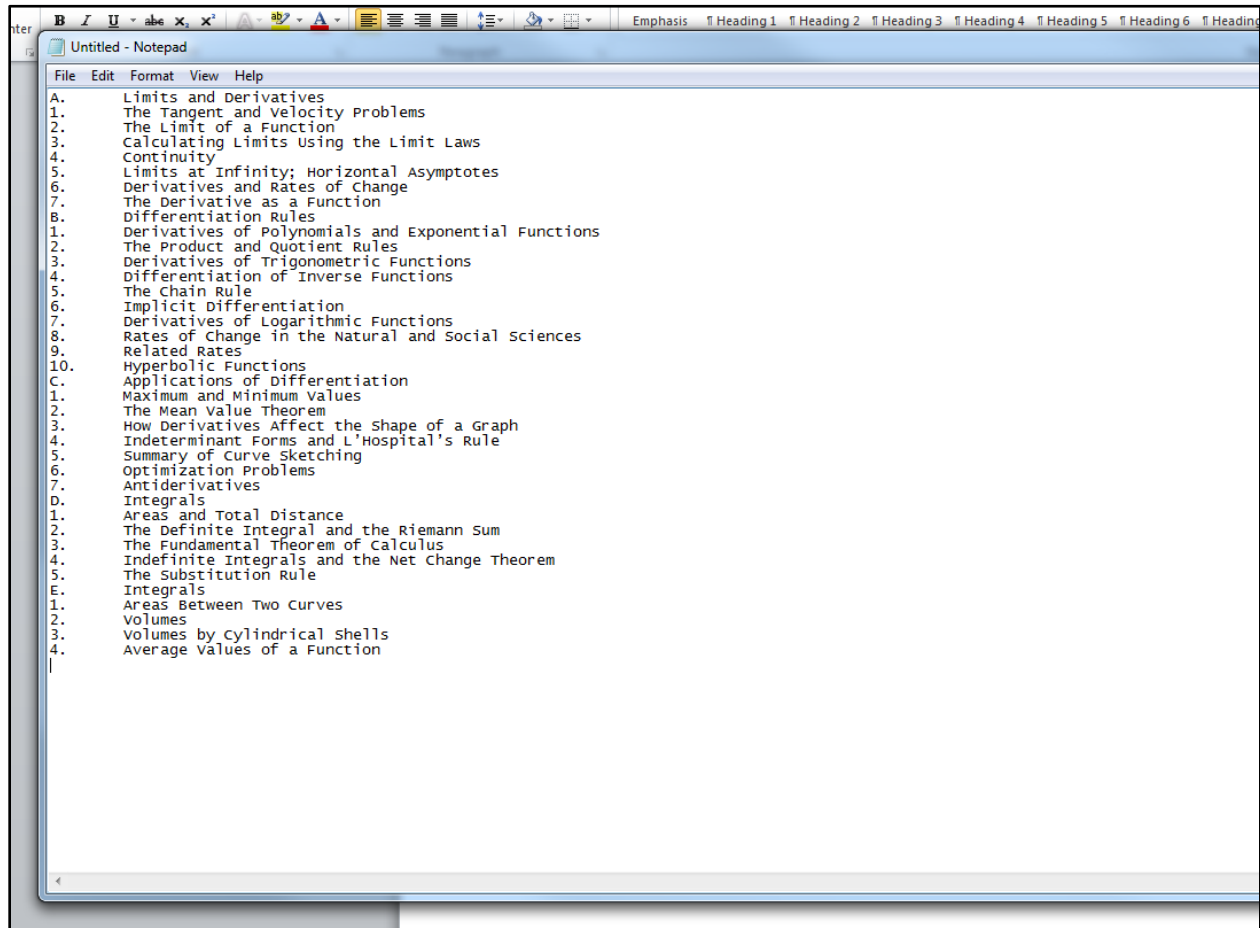 nter B I U abe x₂ x² A ab A Emphasis ¶ Heading 1 ¶ Heading 2 ¶ Heading 3 ¶ Heading 4 ¶ Heading 5 ¶ Heading 6 ¶ Heading
Untitled - Notepad
File Edit Format View Help
A. Limits and Derivatives
1. The Tangent and Velocity Problems
2. The Limit of a Function
3. Calculating Limits Using the Limit Laws
4. Continuity
5. Limits at Infinity; Horizontal Asymptotes
6. Derivatives and Rates of Change
7. The Derivative as a Function
B. Differentiation Rules
1. Derivatives of Polynomials and Exponential Functions
2. The Product and Quotient Rules
3. Derivatives of Trigonometric Functions
4. Differentiation of Inverse Functions
5. The Chain Rule
6. Implicit Differentiation
7. Derivatives of Logarithmic Functions
8. Rates of Change in the Natural and Social Sciences
9. Related Rates
10. Hyperbolic Functions
C. Applications of Differentiation
1. Maximum and Minimum Values
2. The Mean Value Theorem
3. How Derivatives Affect the Shape of a Graph
4. Indeterminant Forms and L'Hospital's Rule
5. Summary of Curve Sketching
6. Optimization Problems
7. Antiderivatives
D. Integrals
1. Areas and Total Distance
2. The Definite Integral and the Riemann Sum
3. The Fundamental Theorem of Calculus
4. Indefinite Integrals and the Net Change Theorem
5. The Substitution Rule
E. Integrals
1. Areas Between Two Curves
2. Volumes
3. Volumes by Cylindrical Shells
4. Average Values of a Function